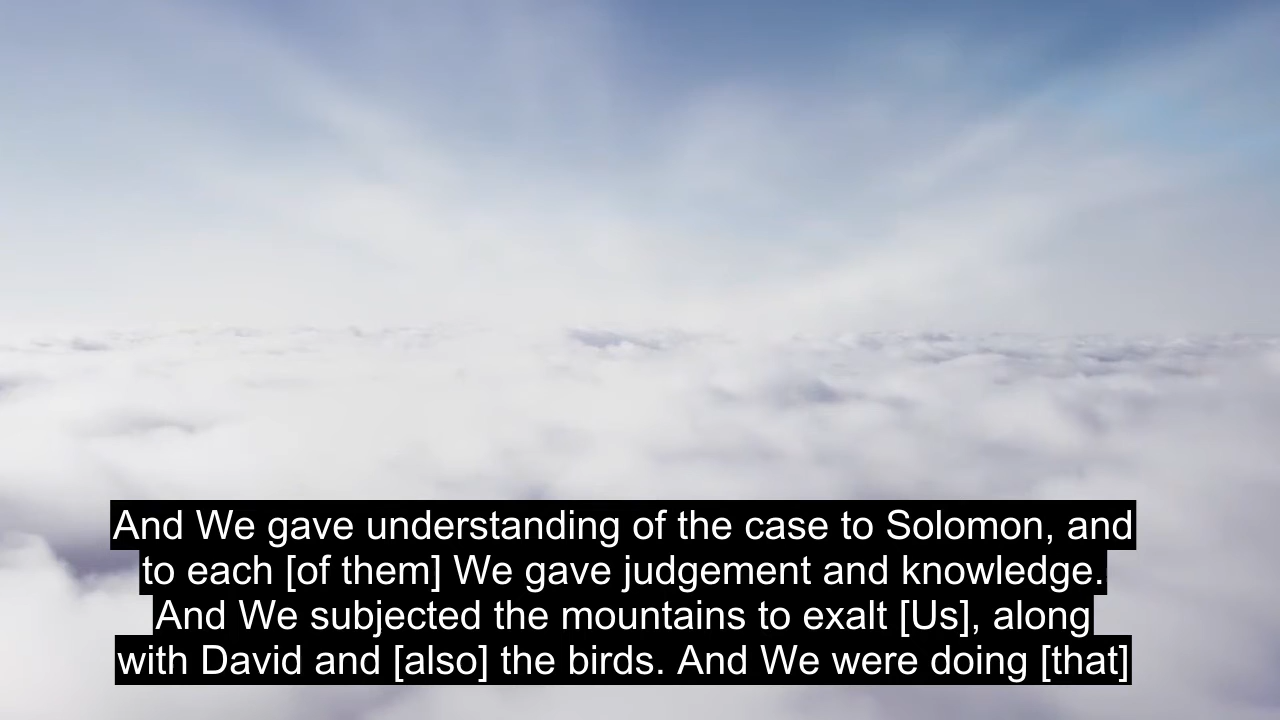 And We gave understanding of the case to Solomon, and
to each [of them] We gave judgement and knowledge.
And We subjected the mountains to exalt [Us], along
with David and [also] the birds. And We were doing [that]